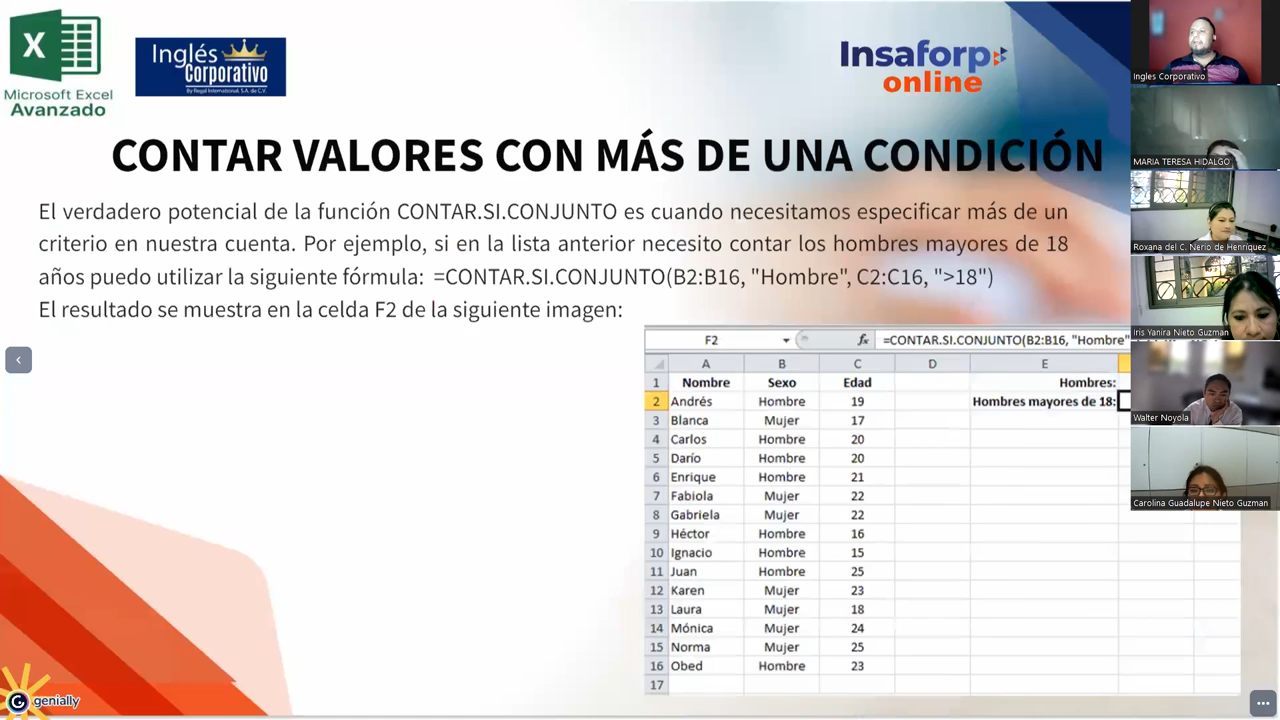 Microsoft Excel
Avanzado
Inglés
Corporativo
By Regal International, S.A. de C.V.
Insaforp
online
CONTAR VALORES CON MÁS DE UNA CONDICIÓN
El verdadero potencial de la función CONTAR.SI.CONJUNTO es cuando necesitamos especificar más de un
criterio en nuestra cuenta. Por ejemplo, si en la lista anterior necesito contar los hombres mayores de 18
años puedo utilizar la siguiente fórmula: =CONTAR.SI.CONJUNTO(B2:B16, "Hombre", C2:C16, ">18")
El resultado se muestra en la celda F2 de la siguiente imagen:
F2 fx =CONTAR.SI.CONJUNTO(B2:B16, "Hombre"
A B C D E
1 Nombre Sexo Edad Hombres:
2 Andrés Hombre 19 Hombres mayores de 18:
3 Blanca Mujer 17
4 Carlos Hombre 20
5 Darío Hombre 20
6 Enrique Hombre 21
7 Fabiola Mujer 22
8 Gabriela Mujer 22
9 Héctor Hombre 16
10 Ignacio Hombre 15
11 Juan Hombre 25
12 Karen Mujer 23
13 Laura Mujer 18
14 Mónica Mujer 24
15 Norma Mujer 25
16 Obed Hombre 23
17
genially
Ingles Corporativo
MARIA TERESA HIDALGO
Roxana del C. Nerio de Henríquez
Iris Yanira Nieto Guzman
Walter Noyola
Carolina Guadalupe Nieto Guzman